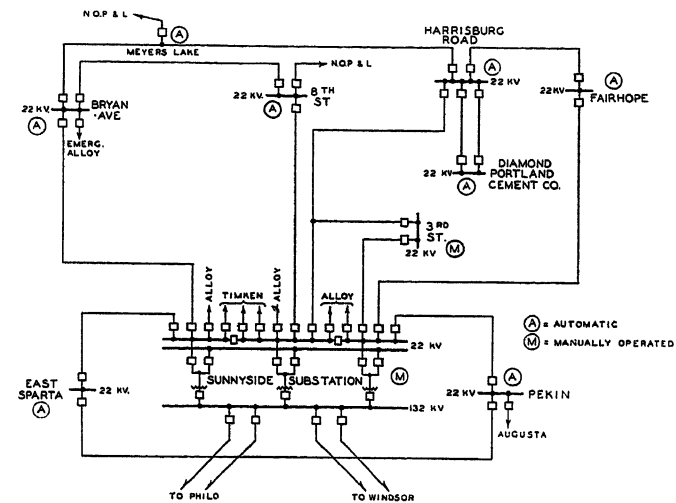 N.O.P & L
A
MEYERS LAKE
HARRISBURG
ROAD
A
22 KV
N.O.P & L
8TH
ST
22 KV.
A
A
22 KV
FAIRHOPE
22 KV.
BRYAN
AVE
A
EMERG.
ALLOY
DIAMOND
PORTLAND
CEMENT CO.
22 KV
A
3RD
ST.
M
22 KV
ALLOY
TIMKEN
ALLOY
ALLOY
22 KV
A = AUTOMATIC
M = MANUALLY OPERATED
SUNNYSIDE SUBSTATION
M
EAST
SPARTA
A
22 KV.
132 KV
A
22 KV
PEKIN
AUGUSTA
TO PHILO
TO WINDSOR